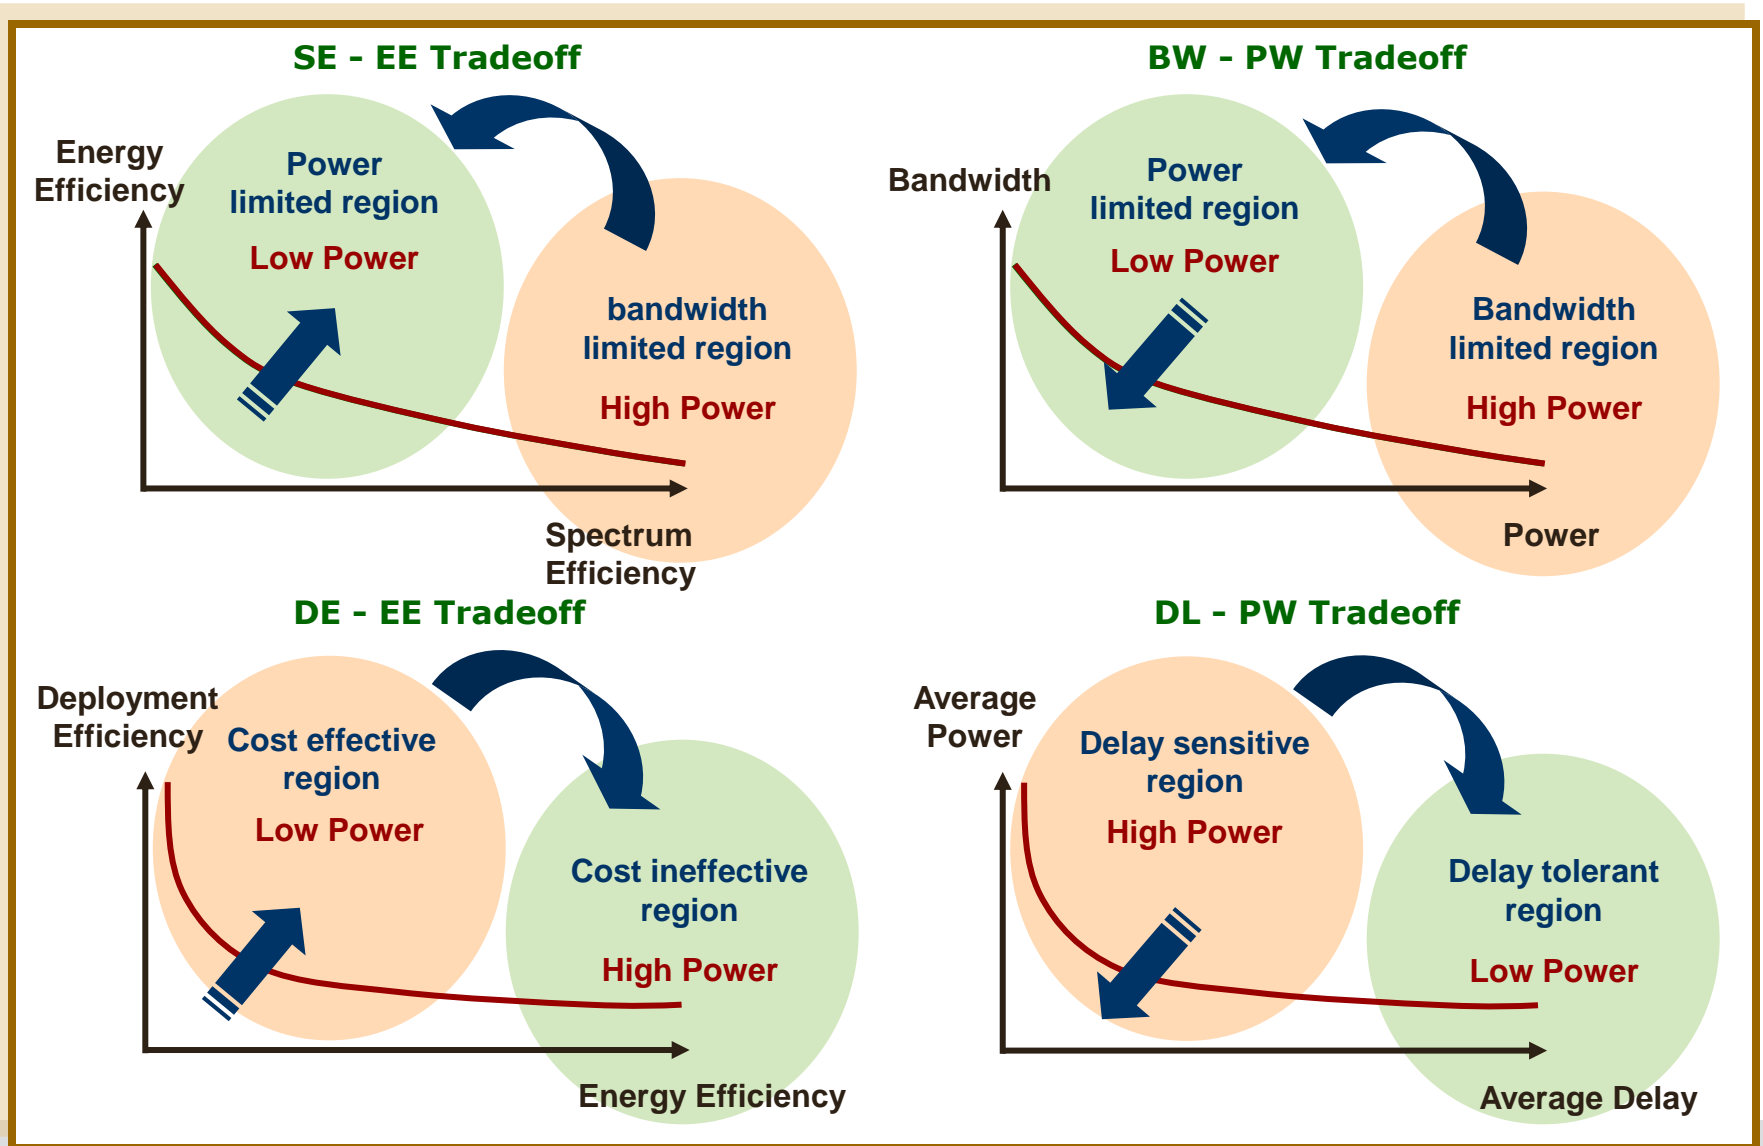 SE - EE Tradeoff
Energy
Efficiency
Power
limited region
Low Power
bandwidth
limited region
High Power
Spectrum
Efficiency
BW - PW Tradeoff
Bandwidth
Power
limited region
Low Power
Bandwidth
limited region
High Power
Power
DE - EE Tradeoff
Deployment
Efficiency
Cost effective
region
Low Power
Cost ineffective
region
High Power
Energy Efficiency
DL - PW Tradeoff
Average
Power
Delay sensitive
region
High Power
Delay tolerant
region
Low Power
Average Delay